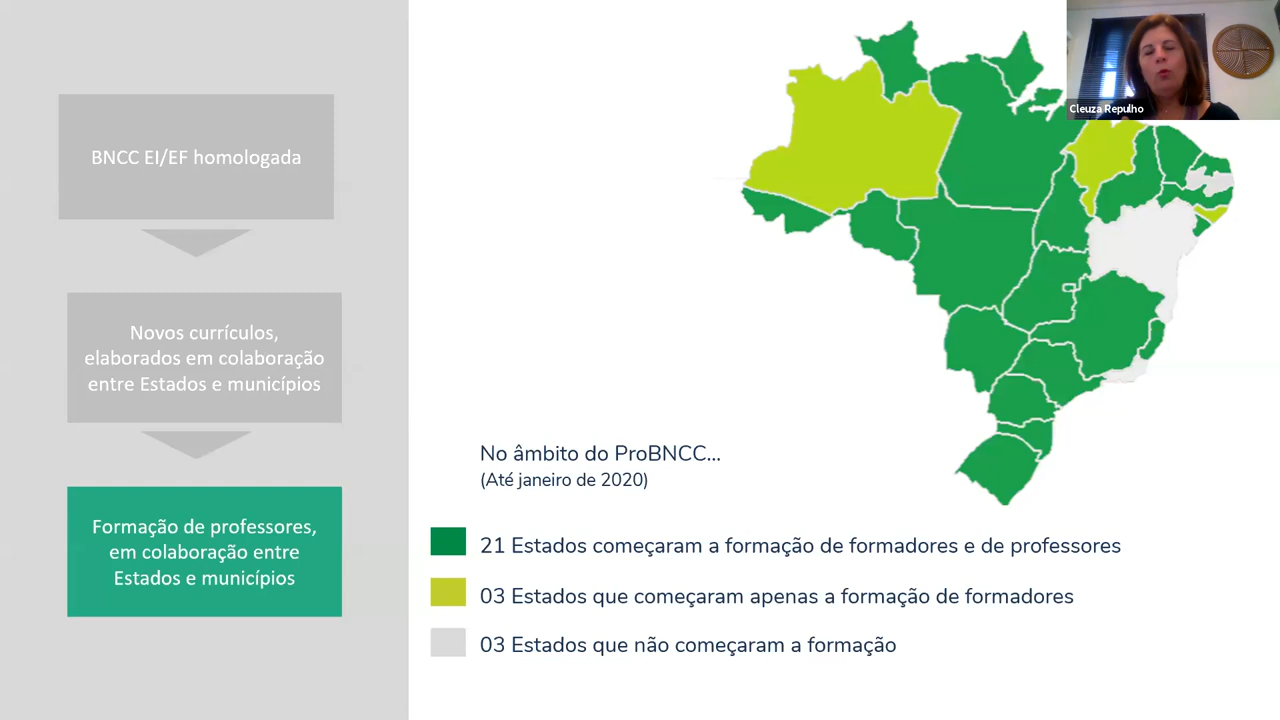 BNCC EI/EF homologada
Novos currículos,
elaborados em colaboração
entre Estados e municípios
Formação de professores,
em colaboração entre
Estados e municípios
Cleuza Repulho
No âmbito do ProBNCC...
(Até janeiro de 2020)
21 Estados começaram a formação de formadores e de professores
03 Estados que começaram apenas a formação de formadores
03 Estados que não começaram a formação